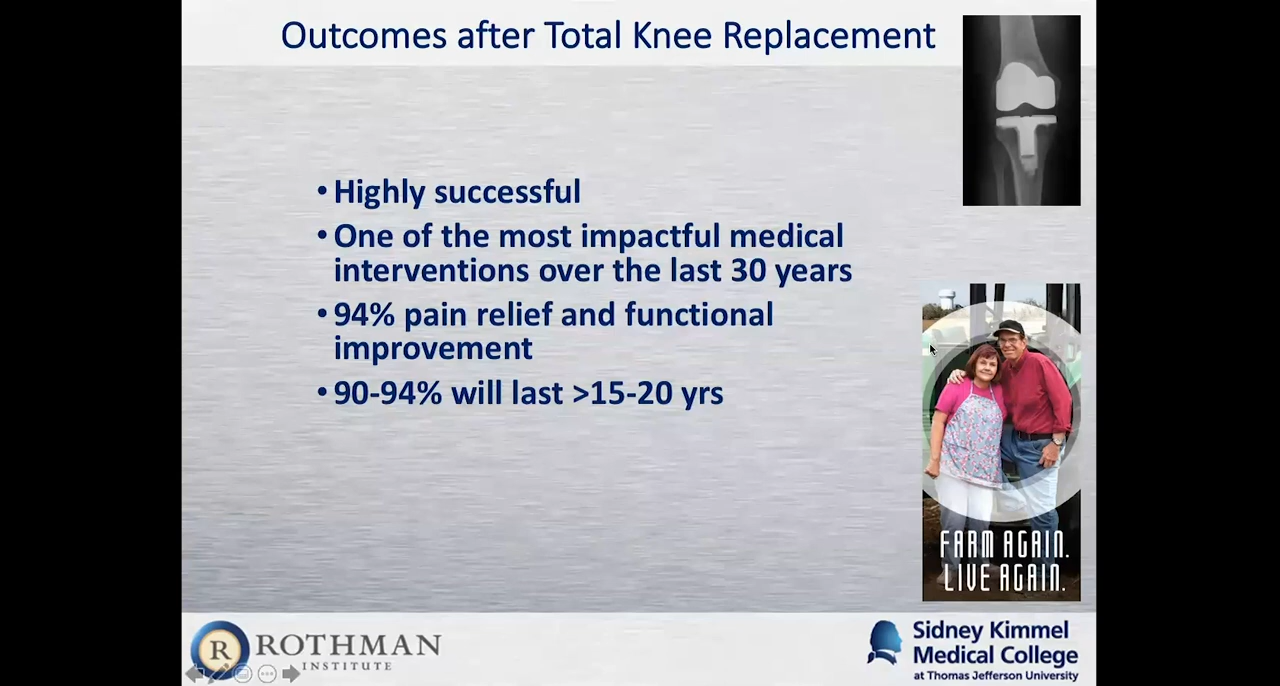 Outcomes after Total Knee Replacement
• Highly successful
• One of the most impactful medical
interventions over the last 30 years
• 94% pain relief and functional
improvement
• 90-94% will last >15-20 yrs
FARM AGAIN.
LIVE AGAIN.
R ROTHMAN
INSTITUTE
Sidney Kimmel
Medical College
at Thomas Jefferson University